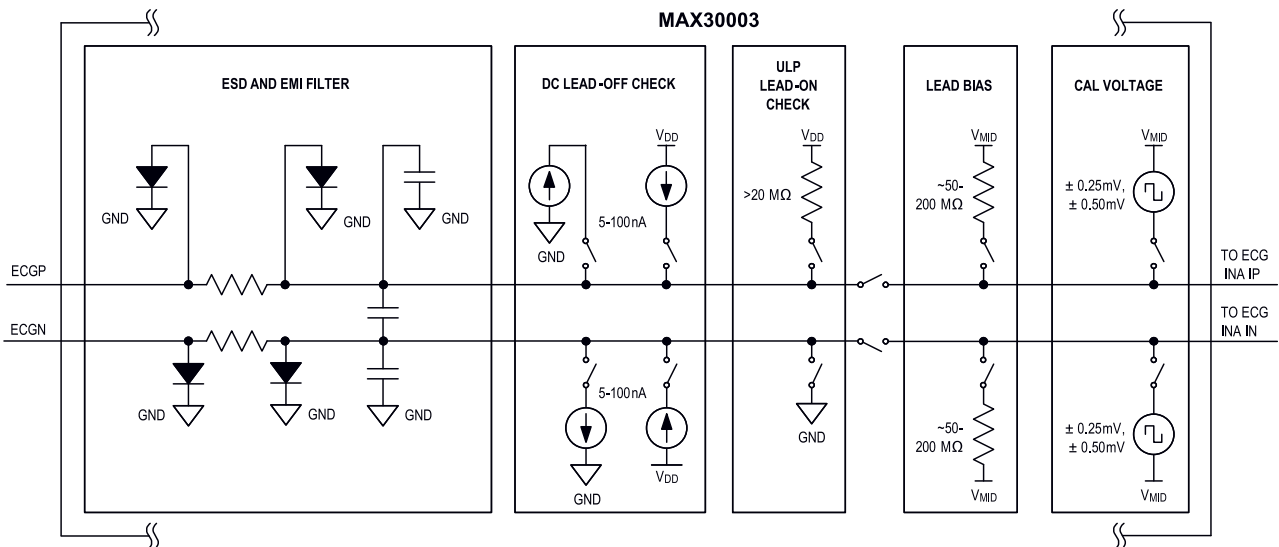 MAX30003
ESD AND EMI FILTER
DC LEAD-OFF CHECK
ULP
LEAD-ON
CHECK
LEAD BIAS
CAL VOLTAGE
GND
GND
GND
VDD
5-100nA
GND
VDD
>20 MΩ
VMID
~50-
200 MΩ
VMID
± 0.25mV,
± 0.50mV
ECGP
TO ECG
INA IP
ECGN
TO ECG
INA IN
GND
GND
GND
5-100nA
GND
VDD
GND
~50-
200 MΩ
VMID
± 0.25mV,
± 0.50mV
VMID